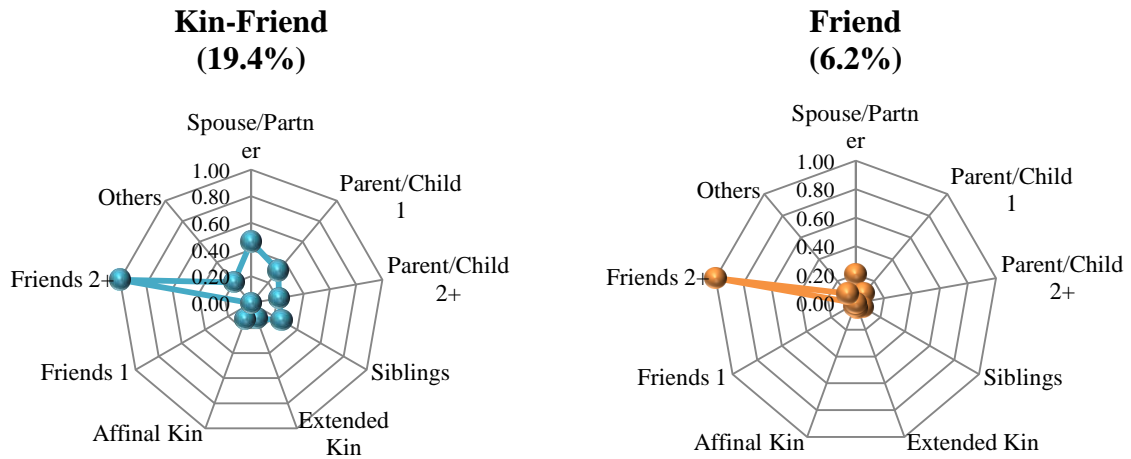 Kin-Friend
(19.4%)
Spouse/Partn
er
1.00
0.80
0.60
0.40
0.20
0.00
Parent/Child
1
Parent/Child
2+
Siblings
Extended
Kin
Affinal Kin
Friends 1
Friends 2+
Others
Friend
(6.2%)
Spouse/Partn
er
1.00
0.80
0.60
0.40
0.20
0.00
Parent/Child
1
Parent/Child
2+
Siblings
Extended Kin
Affinal Kin
Friends 1
Friends 2+
Others